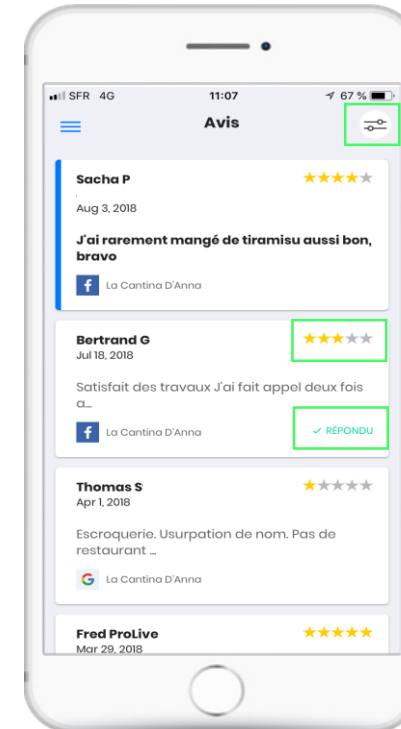 SFR 4G 11:07 67 %
Avis
Sacha P
Aug 3, 2018
J'ai rarement mangé de tiramisu aussi bon,
bravo
f La Cantina D'Anna
Bertrand G
Jul 18, 2018
Satisfait des travaux J'ai fait appel deux fois
a...
f La Cantina D'Anna ✓ RÉPONDU
Thomas S
Apr 1, 2018
Escroquerie. Usurpation de nom. Pas de
restaurant ...
G La Cantina D'Anna
Fred ProLive
Mar 29, 2018